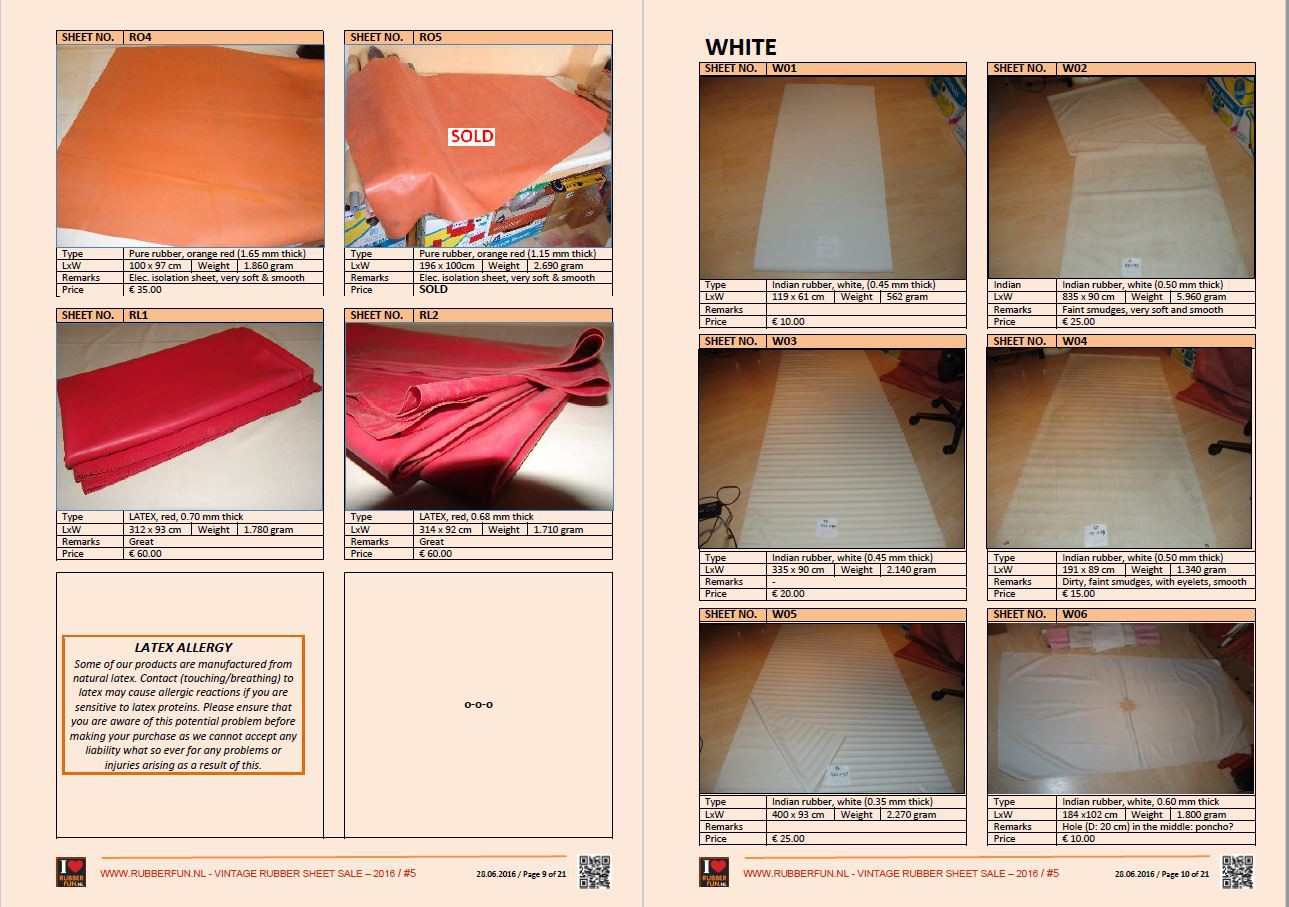 SHEET NO. RO4
Type Pure rubber, orange red (1.65 mm thick)
LxW 100 x 97 cm Weight 1.860 gram
Remarks Elec. isolation sheet, very soft & smooth
Price € 35.00
SHEET NO. RO5
SOLD
Type Pure rubber, orange red (1.15 mm thick)
LxW 196 x 100cm Weight 2.690 gram
Remarks Elec. isolation sheet, very soft & smooth
Price SOLD
SHEET NO. RL1
Type LATEX, red, 0.70 mm thick
LxW 312 x 93 cm Weight 1.780 gram
Remarks Great
Price € 60.00
SHEET NO. RL2
Type LATEX, red, 0.68 mm thick
LxW 314 x 92 cm Weight 1.710 gram
Remarks Great
Price € 60.00
LATEX ALLERGY
Some of our products are manufactured from
natural latex. Contact (touching/breathing) to
latex may cause allergic reactions if you are
sensitive to latex proteins. Please ensure that
you are aware of this potential problem before
making your purchase as we cannot accept any
liability what so ever for any problems or
injuries arising as a result of this.
o-o-o
I
RUBBER
FUN.NL
WWW.RUBBERFUN.NL - VINTAGE RUBBER SHEET SALE – 2016 / #5
28.06.2016 / Page 9 of 21
WHITE
SHEET NO. W01
Type Indian rubber, white, (0.45 mm thick)
LxW 119 x 61 cm Weight 562 gram
Remarks
Price € 10.00
SHEET NO. W02
Indian Indian rubber, white (0.50 mm thick)
LxW 835 x 90 cm Weight 5.960 gram
Remarks Faint smudges, very soft and smooth
Price € 25.00
SHEET NO. W03
Type Indian rubber, white (0.45 mm thick)
LxW 335 x 90 cm Weight 2.140 gram
Remarks -
Price € 20.00
SHEET NO. W04
Type Indian rubber, white (0.50 mm thick)
LxW 191 x 89 cm Weight 1.340 gram
Remarks Dirty, faint smudges, with eyelets, smooth
Price € 15.00
SHEET NO. W05
Type Indian rubber, white (0.35 mm thick)
LxW 400 x 93 cm Weight 2.270 gram
Remarks
Price € 25.00
SHEET NO. W06
Type Indian rubber, white, 0.60 mm thick
LxW 184 x102 cm Weight 1.800 gram
Remarks Hole (D: 20 cm) in the middle: poncho?
Price € 10.00
I
RUBBER
FUN.NL
WWW.RUBBERFUN.NL - VINTAGE RUBBER SHEET SALE – 2016 / #5
28.06.2016 / Page 10 of 21